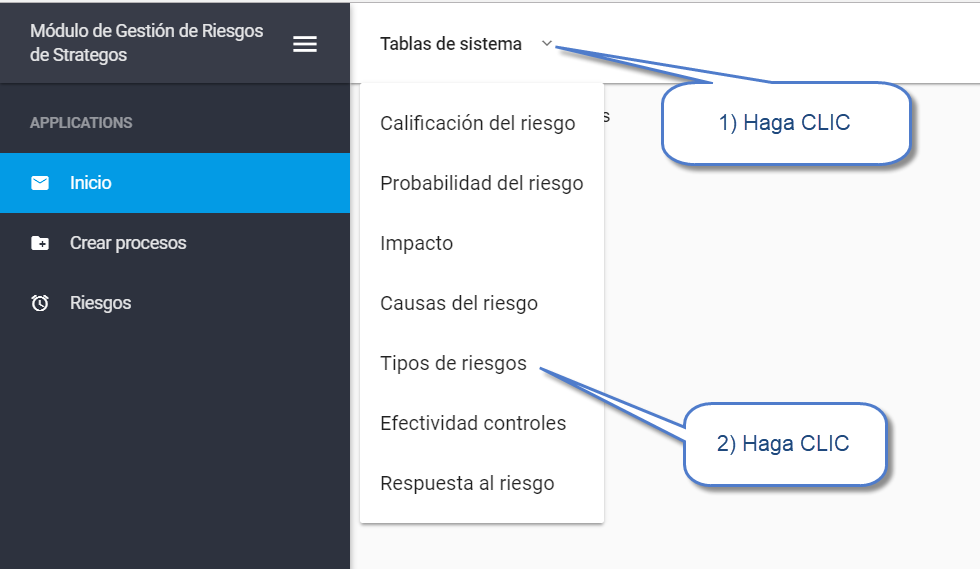 Módulo de Gestión de Riesgos
de Strategos
Tablas de sistema
1) Haga CLIC
APPLICATIONS
Calificación del riesgo
s
Inicio
Probabilidad del riesgo
Crear procesos
Impacto
Riesgos
Causas del riesgo
Tipos de riesgos
Efectividad controles
2) Haga CLIC
Respuesta al riesgo